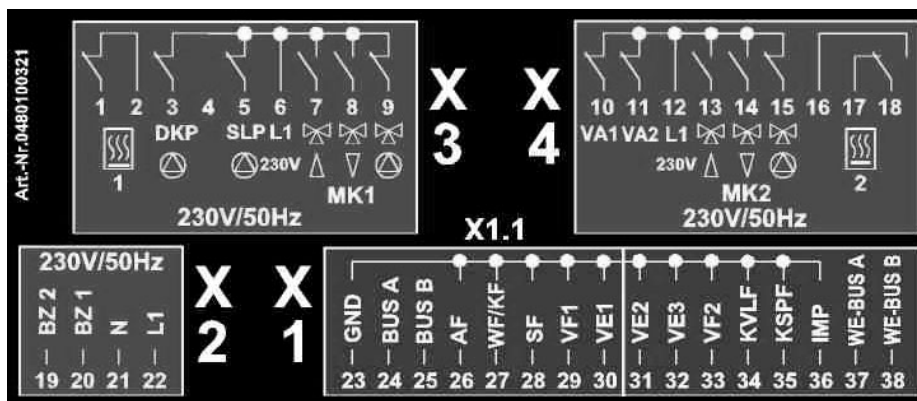 Art.-Nr.0480100321
1 2 3 4 5 6 7 8 9
DKP SLP L1
230V
1
MK1
230V/50Hz
X
3
X
4
10 11 12 13 14 15 16 17 18
VA1 VA2 L1
230V
2
MK2
230V/50Hz
X1.1
230V/50Hz
BZ 2
BZ 1
N
L1
19 20 21 22
X
2
X
1
GND
BUS A
BUS B
AF
WF/KF
SF
VF1
VE1
VE2
VE3
VF2
KVLF
KSPF
IMP
WE-BUS A
WE-BUS B
23 24 25 26 27 28 29 30 31 32 33 34 35 36 37 38